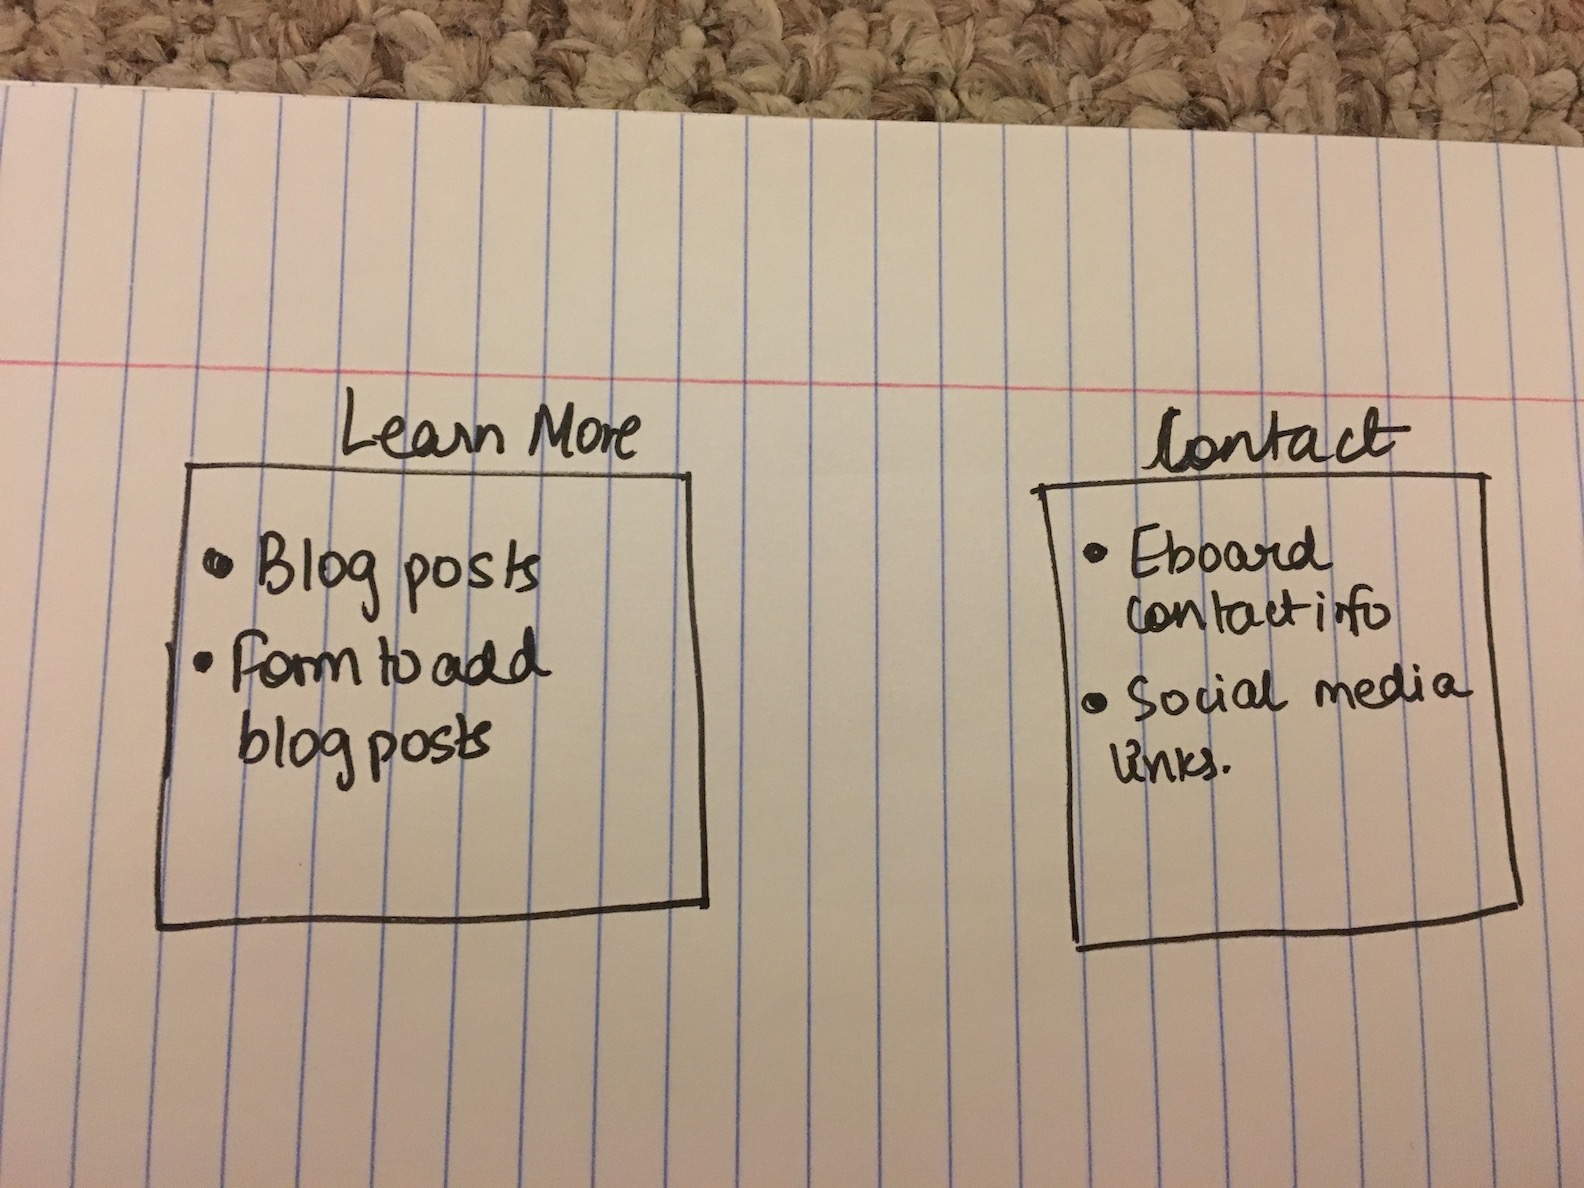 Learn More
• Blog posts
• Form to add
blog posts
Contact
• Eboard
contact info
• Social media
links.